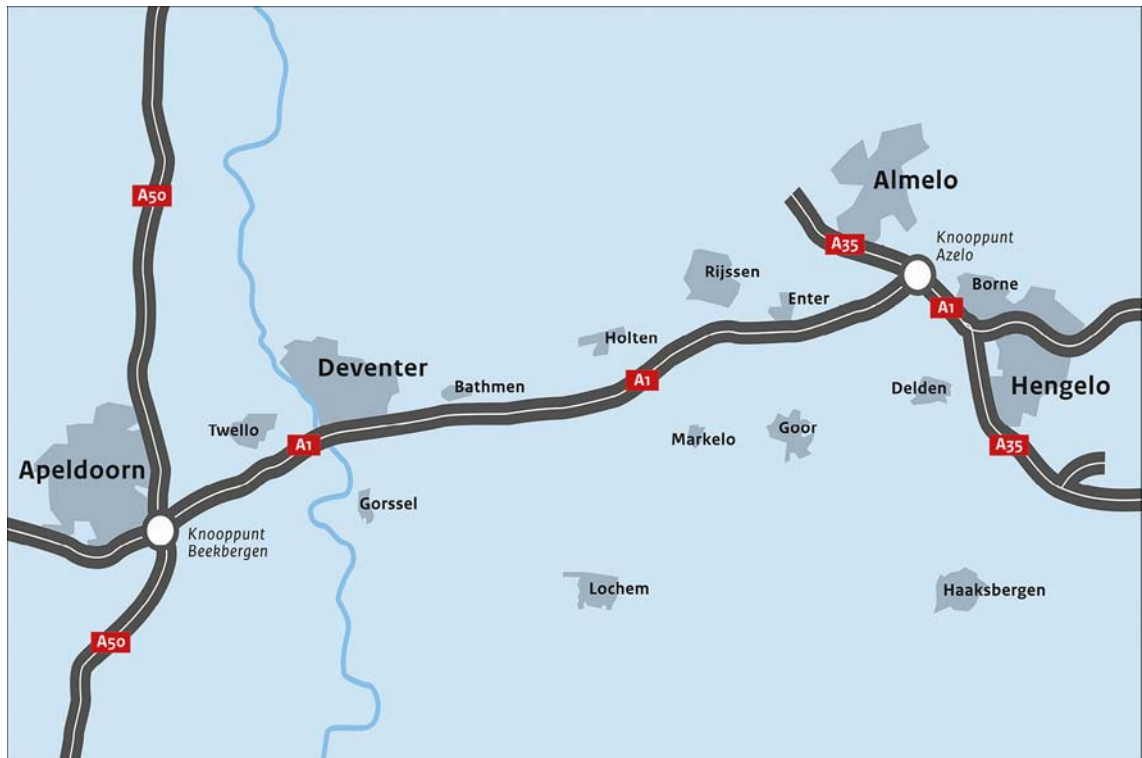 A50
Almelo
A35
Knooppunt
Azelo
Rijssen
Borne
Enter
A1
Holten
Deventer
A1
Bathmen
Delden
Hengelo
Twello
A1
Markelo
Goor
A35
Apeldoorn
Gorssel
Knooppunt
Beekbergen
Lochem
Haaksbergen
A50